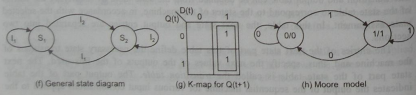 I₂
I₁ S₁ S₂ I₂
I₁
(f) General state diagram
D(t)
Q(t) 0 1
0 1
1 1
(g) K-map for Q(t+1)
1
0 0/0 1/1 1
0
(h) Moore model